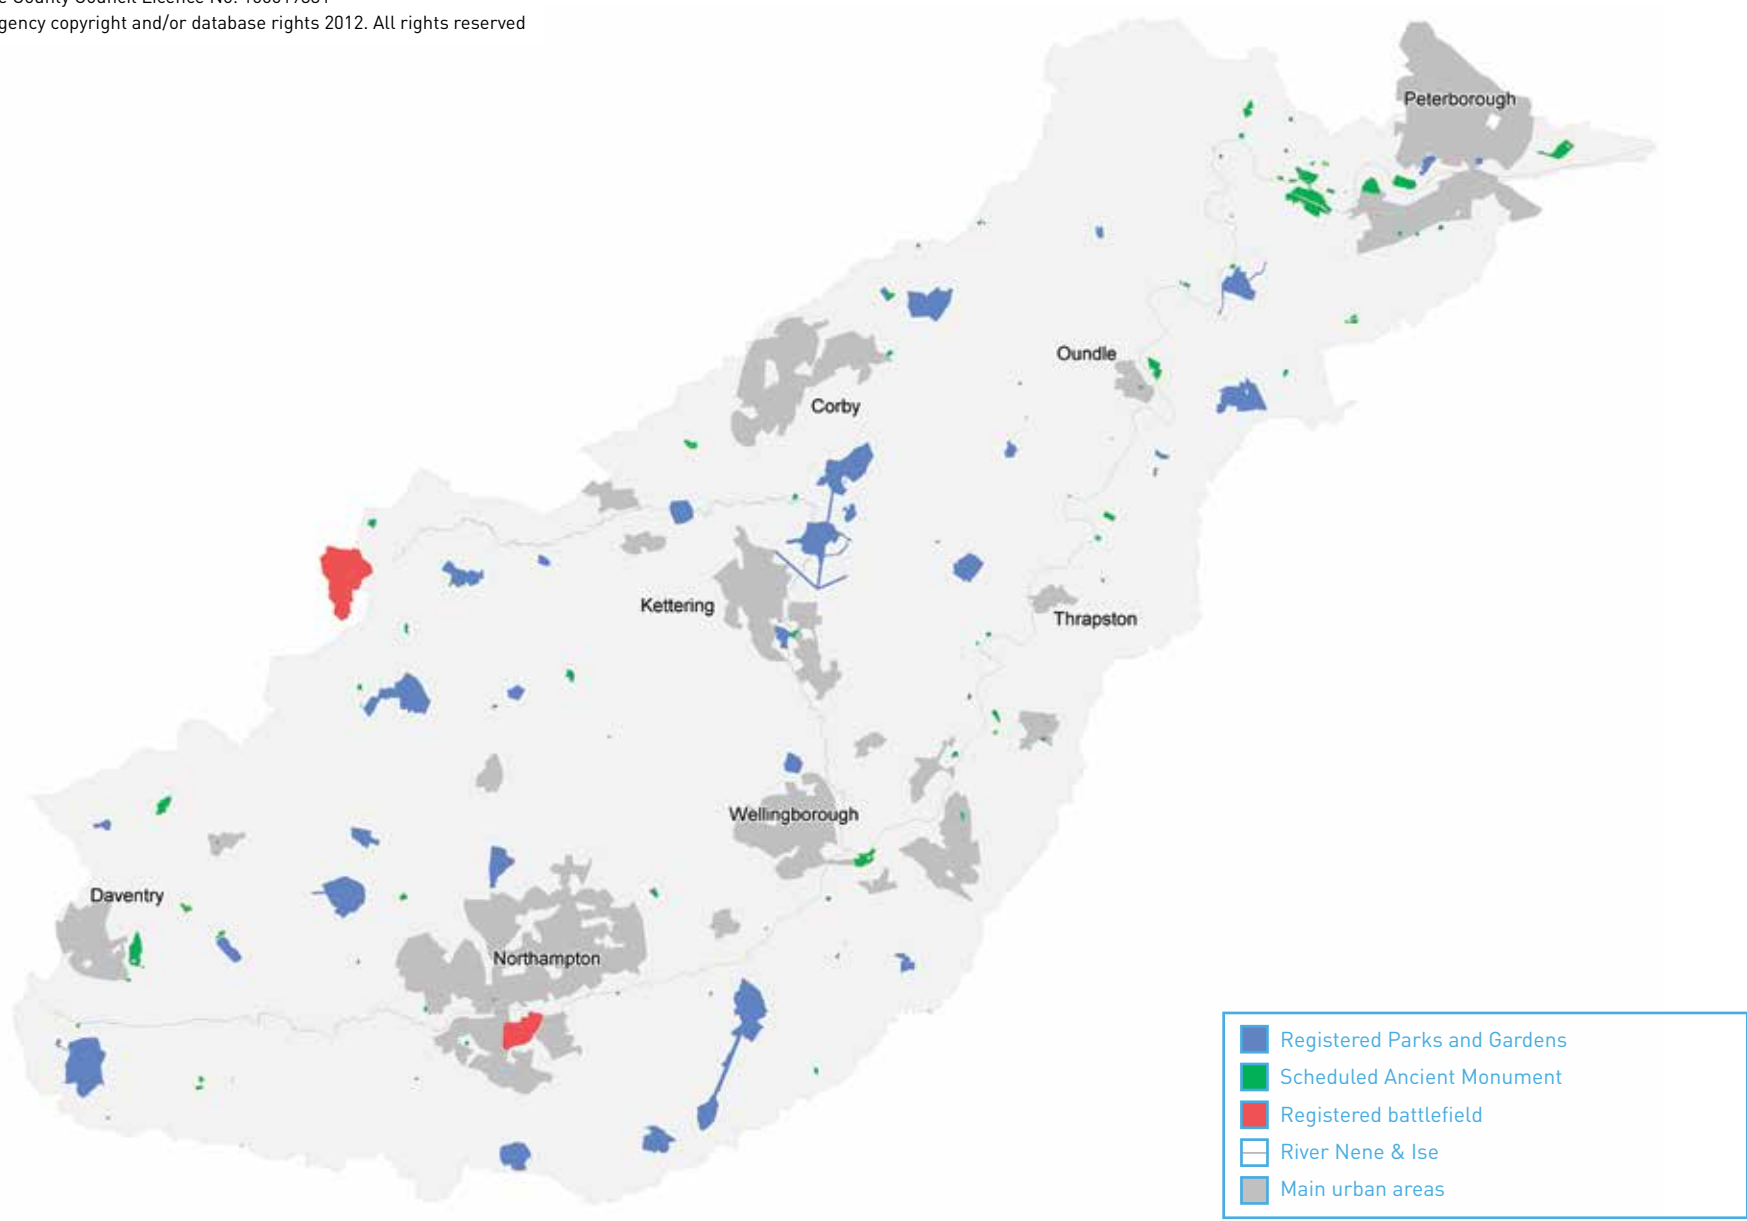 gency copyright and/or database rights 2012. All rights reserved
Peterborough
Oundle
Corby
Kettering
Thrapston
Wellingborough
Daventry
Northampton
Registered Parks and Gardens
Scheduled Ancient Monument
Registered battlefield
River Nene & Ise
Main urban areas